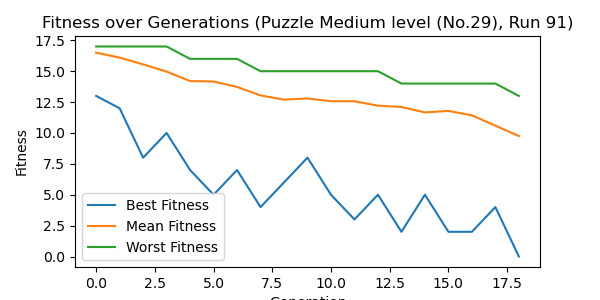 Fitness over Generations (Puzzle Medium level (No.29), Run 91)
17.5
15.0
12.5
10.0
7.5
5.0
2.5
0.0
Fitness
Best Fitness
Mean Fitness
Worst Fitness
0.0 2.5 5.0 7.5 10.0 12.5 15.0 17.5
Generation